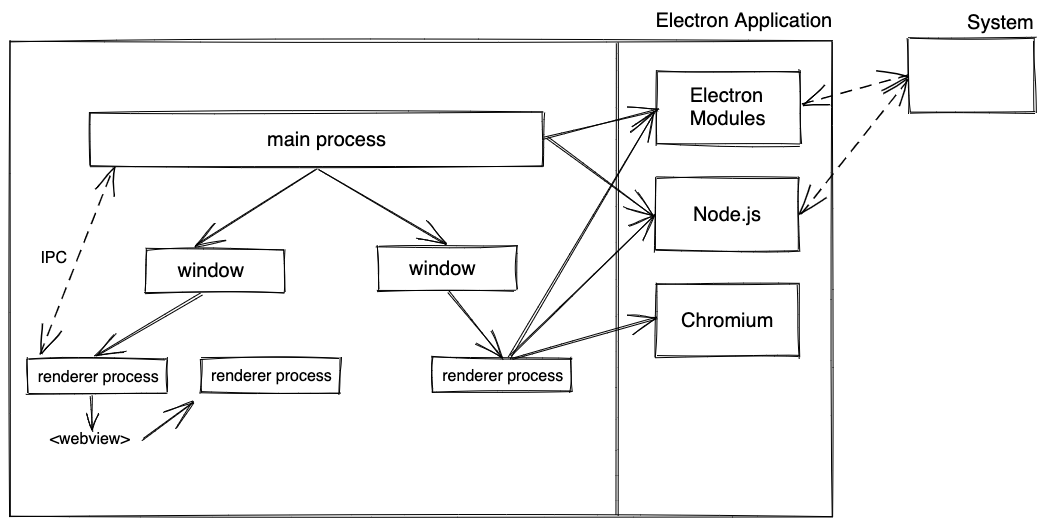 Electron Application
System
Electron
Modules
main process
Node.js
IPC
window
window
Chromium
renderer process
renderer process
renderer process
<webview>